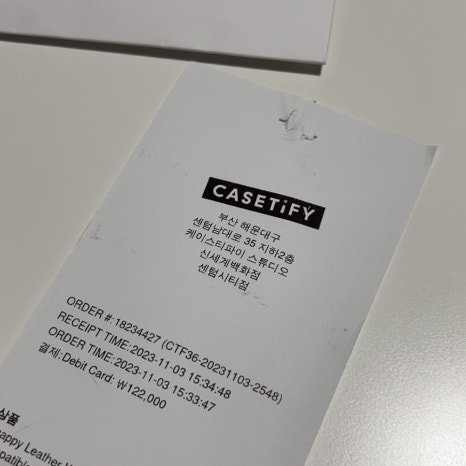 CASETiFY
부산 해운대구
센텀남대로 35 지하2층
케이스티파이 스튜디오
신세계백화점
센텀시티점
ORDER #:18234427 (CTF36-20231103-2548)
RECEIPT TIME:2023-11-03 15:34:48
ORDER TIME:2023-11-03 15:33:47
결제:Debit Card: ₩122,000
상품
Leather